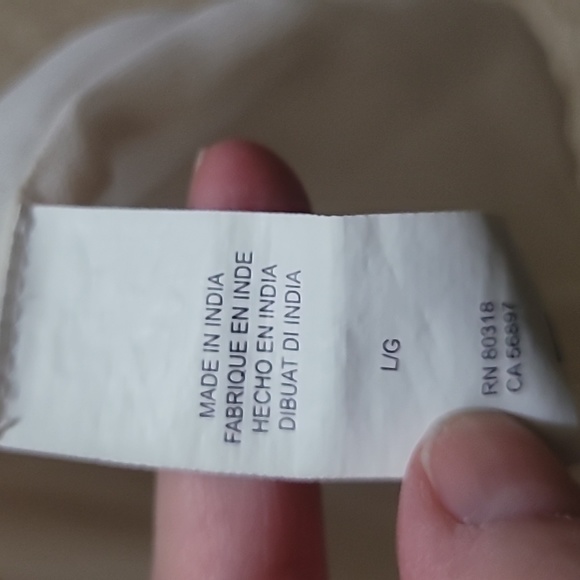 MADE IN INDIA
FABRIQUE EN INDE
HECHO EN INDIA
DIBUAT DI INDIA
L/G
RN 80318
CA 56897